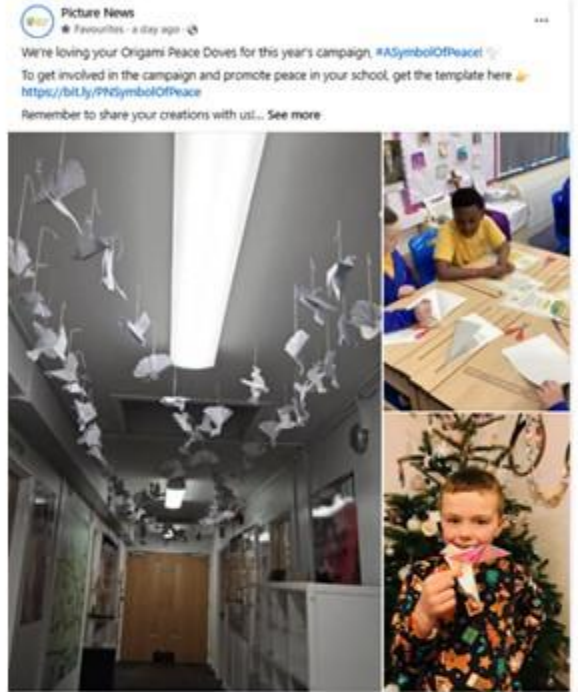 Picture News
Favourites · a day ago ·
We're loving your Origami Peace Doves for this year's campaign, #ASymbolOfPeace!
To get involved in the campaign and promote peace in your school, get the template here 👉
https://bit.ly/PNSymbolOfPeace
Remember to share your creations with us!... See more